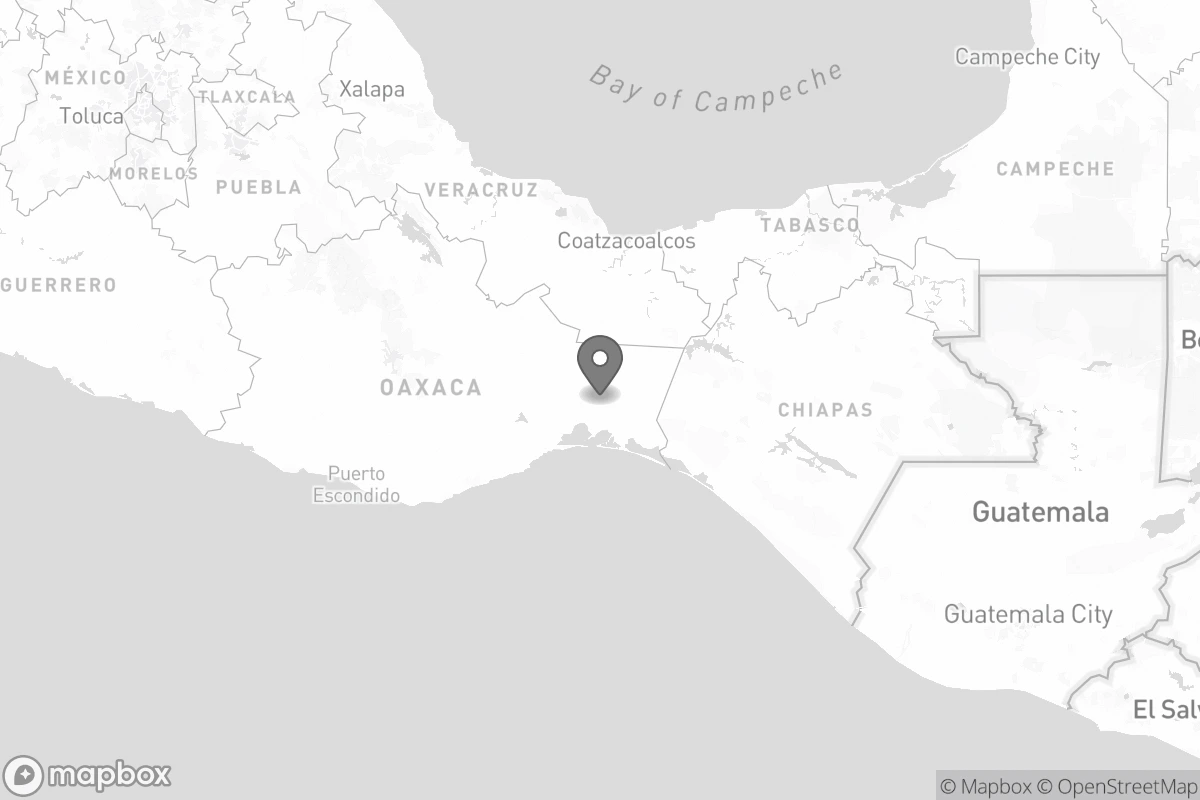 Campeche City
Bay of Campeche
MÉXICO
Xalapa
TLAXCALA
Toluca
MORELOS
PUEBLA
VERACRUZ
CAMPECHE
TABASCO
Coatzacoalcos
GUERRERO
Be
OAXACA
CHIAPAS
Puerto
Escondido
Guatemala
Guatemala City
El Salv
mapbox
© Mapbox © OpenStreetMap